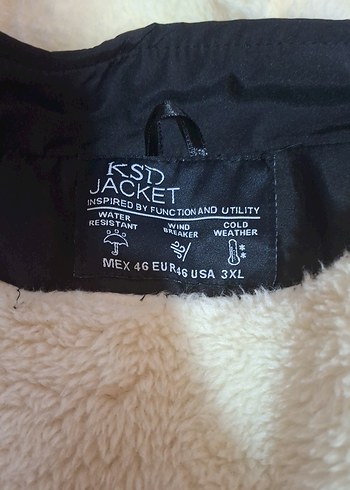 KSD
JACKET
INSPIRED BY FUNCTION AND UTILITY
WATER RESISTANT
WIND BREAKER
COLD WEATHER
MEX 46 EUR 46 USA 3XL